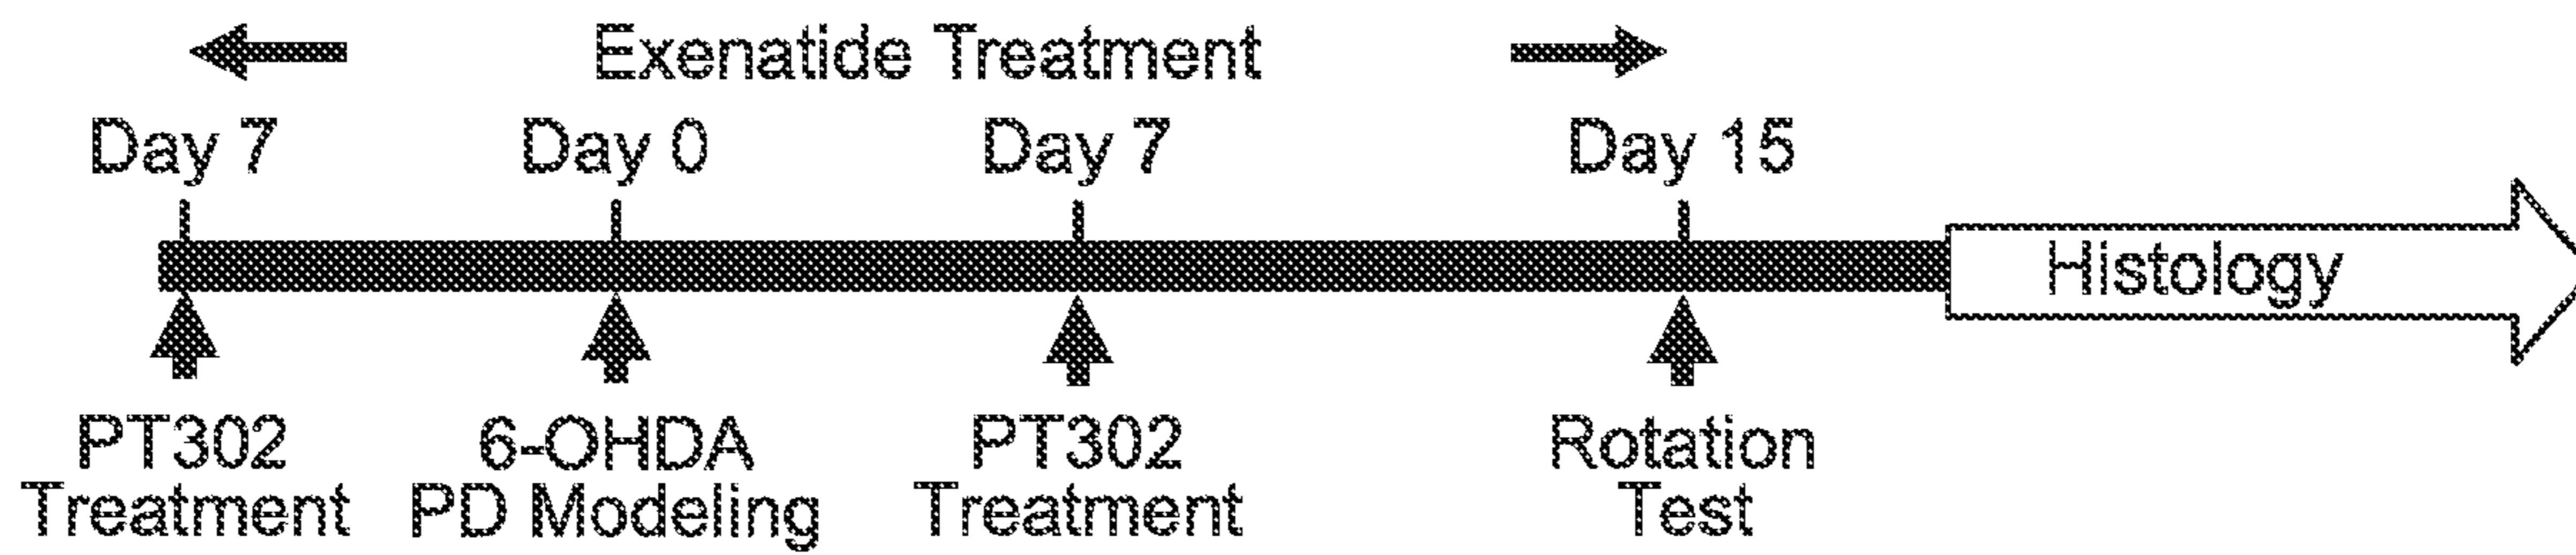 Exenatide Treatment
Day 7 Day 0 Day 7 Day 15
Histology
PT302 6-OHDA PT302 Rotation
Treatment PD Modeling Treatment Test